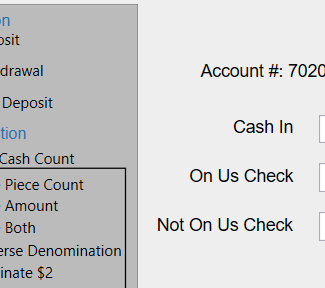 on
osit
drawal
Deposit
tion
Cash Count
Piece Count
Amount
Both
erse Denomination
inate $2
Account #: 7020
Cash In
On Us Check
Not On Us Check